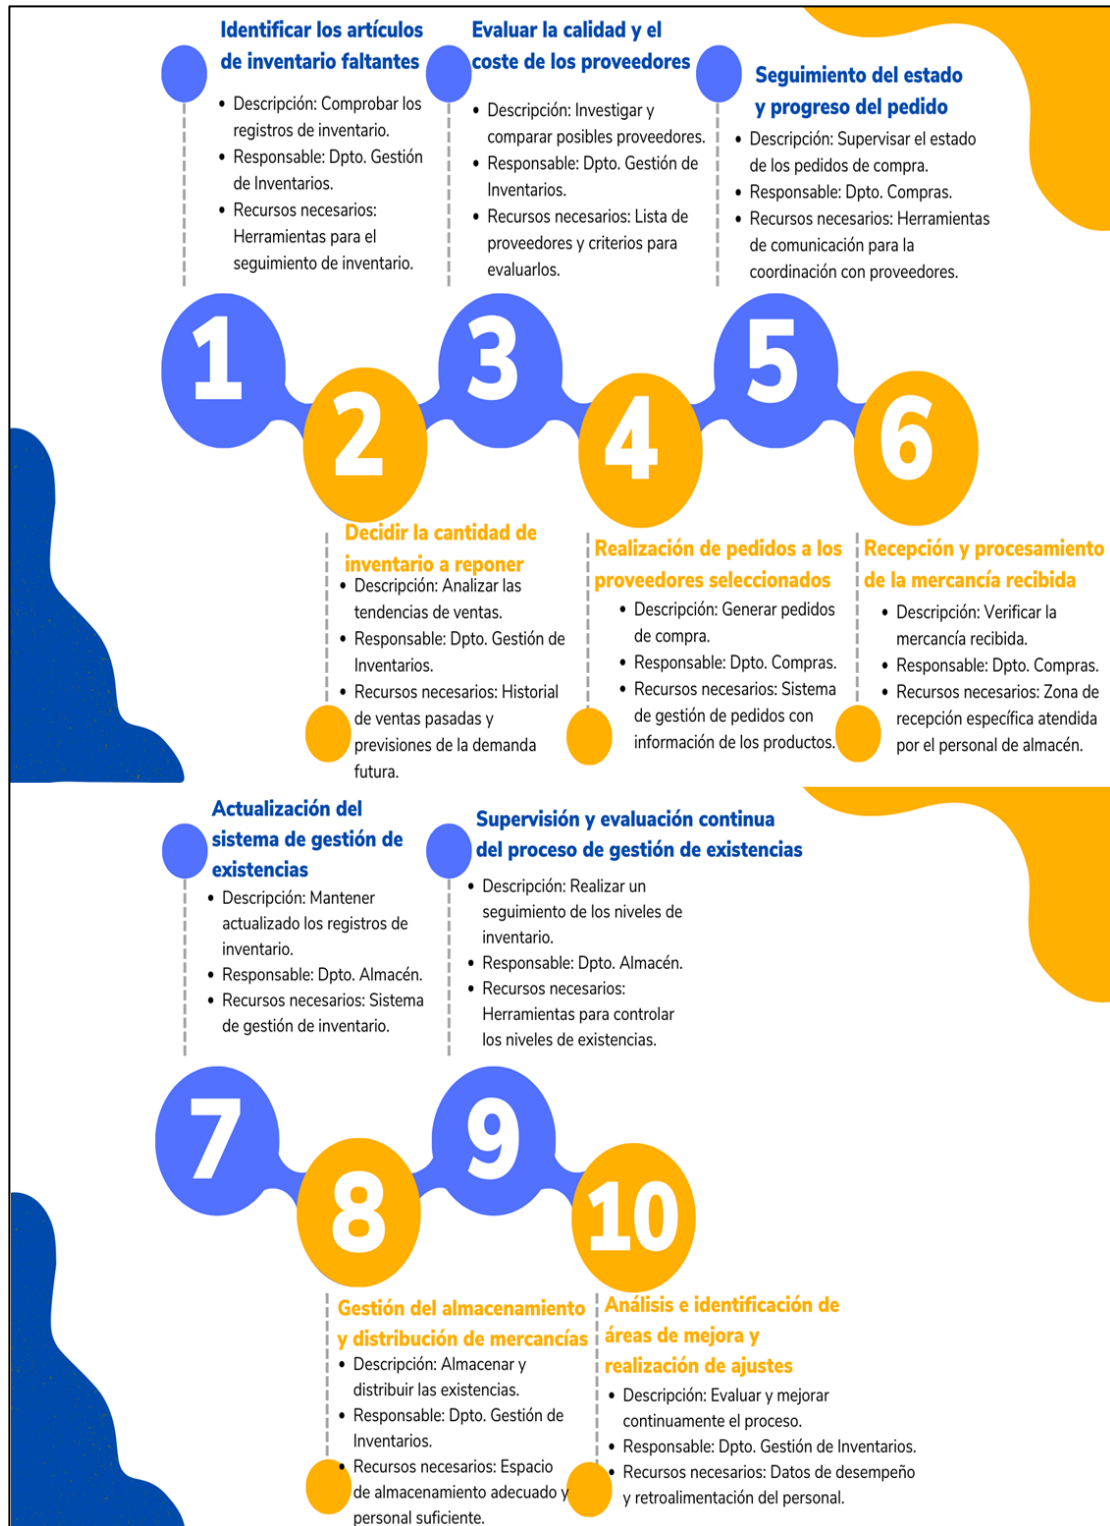 Identificar los artículos
de inventario faltantes
• Descripción: Comprobar los
registros de inventario.
• Responsable: Dpto. Gestión
de Inventarios.
• Recursos necesarios:
Herramientas para el
seguimiento de inventario.
Evaluar la calidad y el
coste de los proveedores
• Descripción: Investigar y
comparar posibles proveedores.
• Responsable: Dpto. Gestión de
Inventarios.
• Recursos necesarios: Lista de
proveedores y criterios para
evaluarlos.
Seguimiento del estado
y progreso del pedido
• Descripción: Supervisar el estado
de los pedidos de compra.
• Responsable: Dpto. Compras.
• Recursos necesarios: Herramientas
de comunicación para la
coordinación con proveedores.
1
2
3
4
5
6
Decidir la cantidad de
inventario a reponer
• Descripción: Analizar las
tendencias de ventas.
• Responsable: Dpto. Gestión de
Inventarios.
• Recursos necesarios: Historial
de ventas pasadas y
previsiones de la demanda
futura.
Realización de pedidos a los
proveedores seleccionados
• Descripción: Generar pedidos
de compra.
• Responsable: Dpto. Compras.
• Recursos necesarios: Sistema
de gestión de pedidos con
información de los productos.
Recepción y procesamiento
de la mercancía recibida
• Descripción: Verificar la
mercancía recibida.
• Responsable: Dpto. Compras.
• Recursos necesarios: Zona de
recepción específica atendida
por el personal de almacén.
Actualización del
sistema de gestión de
existencias
• Descripción: Mantener
actualizado los registros de
inventario.
• Responsable: Dpto. Almacén.
• Recursos necesarios: Sistema
de gestión de inventario.
Supervisión y evaluación continua
del proceso de gestión de existencias
• Descripción: Realizar un
seguimiento de los niveles de
inventario.
• Responsable: Dpto. Almacén.
• Recursos necesarios:
Herramientas para controlar
los niveles de existencias.
7
8
9
10
Gestión del almacenamiento
y distribución de mercancías
• Descripción: Almacenar y
distribuir las existencias.
• Responsable: Dpto. Gestión de
Inventarios.
• Recursos necesarios: Espacio
de almacenamiento adecuado y
personal suficiente.
Análisis e identificación de
áreas de mejora y
realización de ajustes
• Descripción: Evaluar y mejorar
continuamente el proceso.
• Responsable: Dpto. Gestión de Inventarios.
• Recursos necesarios: Datos de desempeño
y retroalimentación del personal.